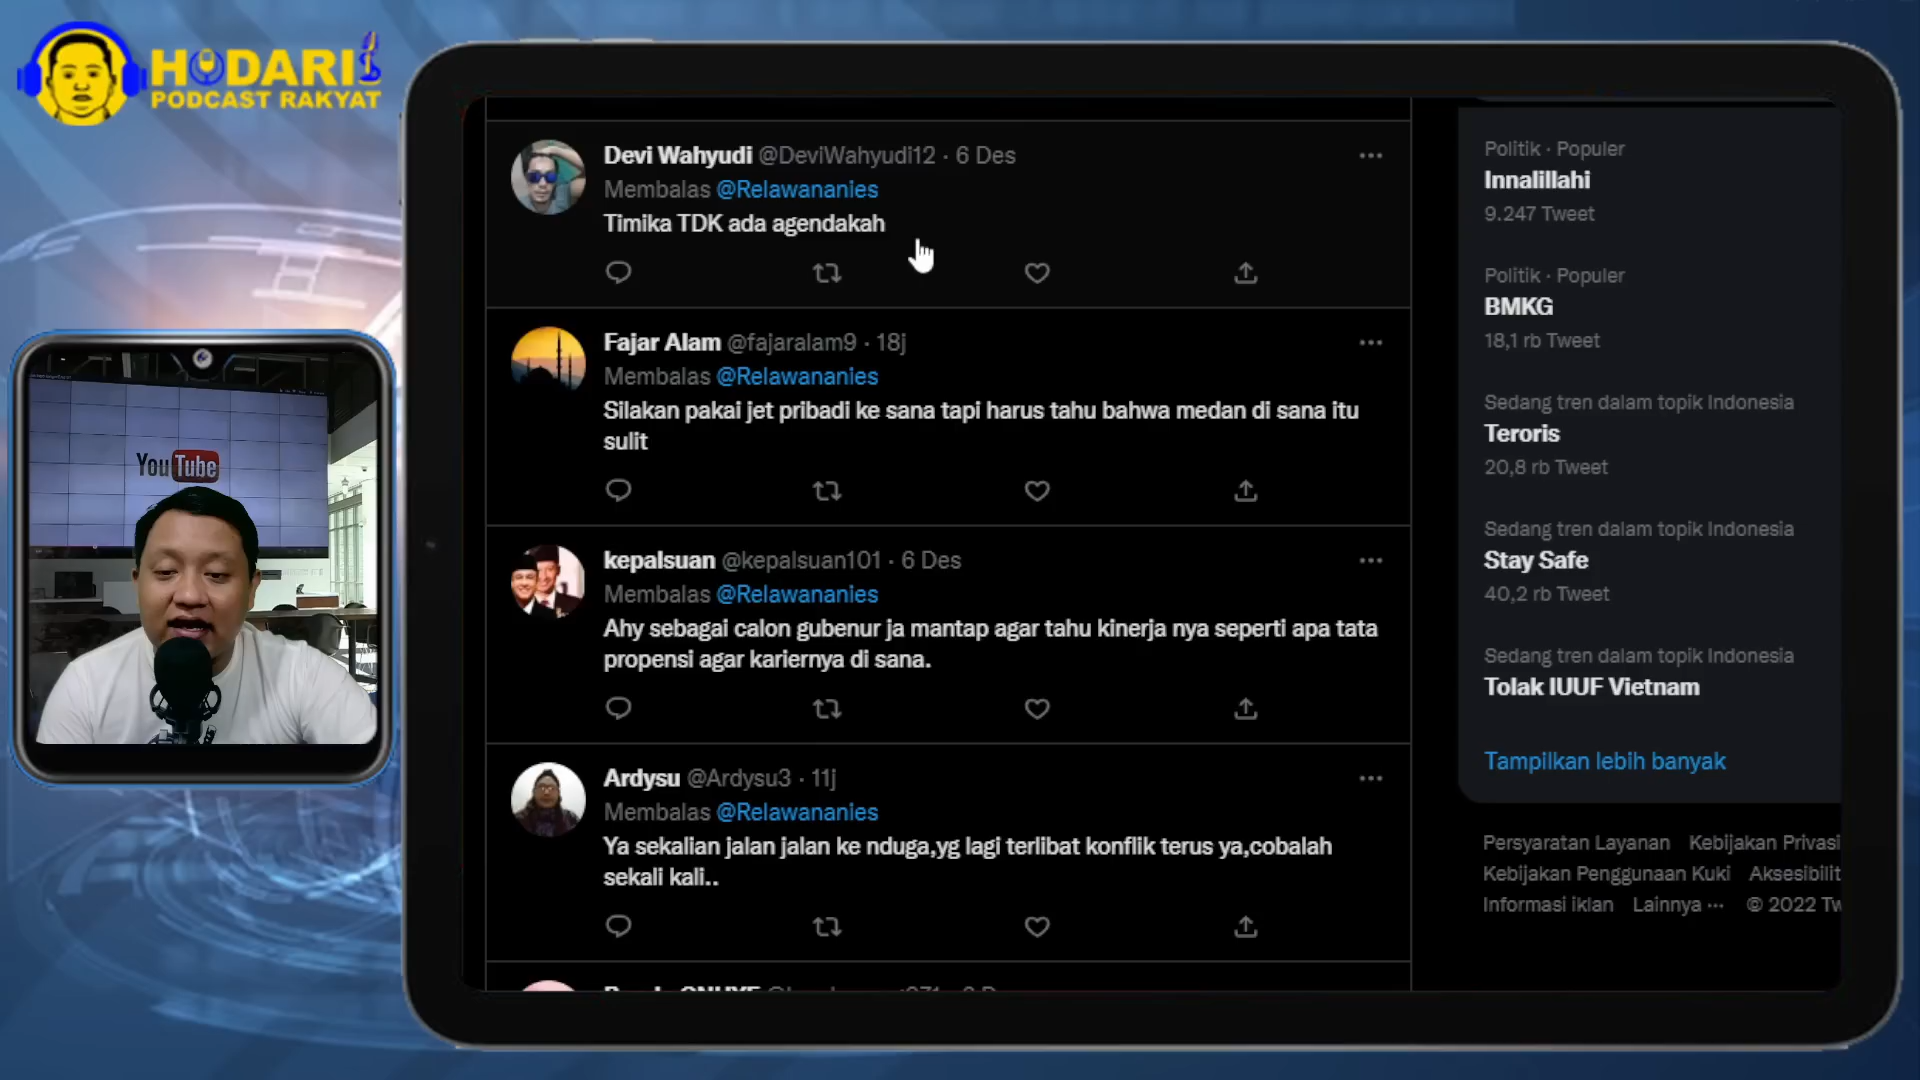 HODARI
PODCAST RAKYAT
YouTube
Devi Wahyudi @DeviWahyudi12 · 6 Des
Membalas @Relawananies
Timika TDK ada agendakah
Fajar Alam @fajaralam9 · 18j
Membalas @Relawananies
Silakan pakai jet pribadi ke sana tapi harus tahu bahwa medan di sana itu
sulit
kepalsuan @kepalsuan101 · 6 Des
Membalas @Relawananies
Ahy sebagai calon gubenur ja mantap agar tahu kinerja nya seperti apa tata
propensi agar kariernya di sana.
Ardysu @Ardysu3 · 11j
Membalas @Relawananies
Ya sekalian jalan jalan ke nduga,yg lagi terlibat konflik terus ya,cobalah
sekali kali..
Politik · Populer
Innalillahi
9.247 Tweet
Politik · Populer
BMKG
18,1 rb Tweet
Sedang tren dalam topik Indonesia
Teroris
20,8 rb Tweet
Sedang tren dalam topik Indonesia
Stay Safe
40,2 rb Tweet
Sedang tren dalam topik Indonesia
Tolak IUUF Vietnam
Tampilkan lebih banyak
Persyaratan Layanan Kebijakan Privasi
Kebijakan Penggunaan Kuki Aksesibilit
Informasi iklan Lainnya ··· © 2022 Tw